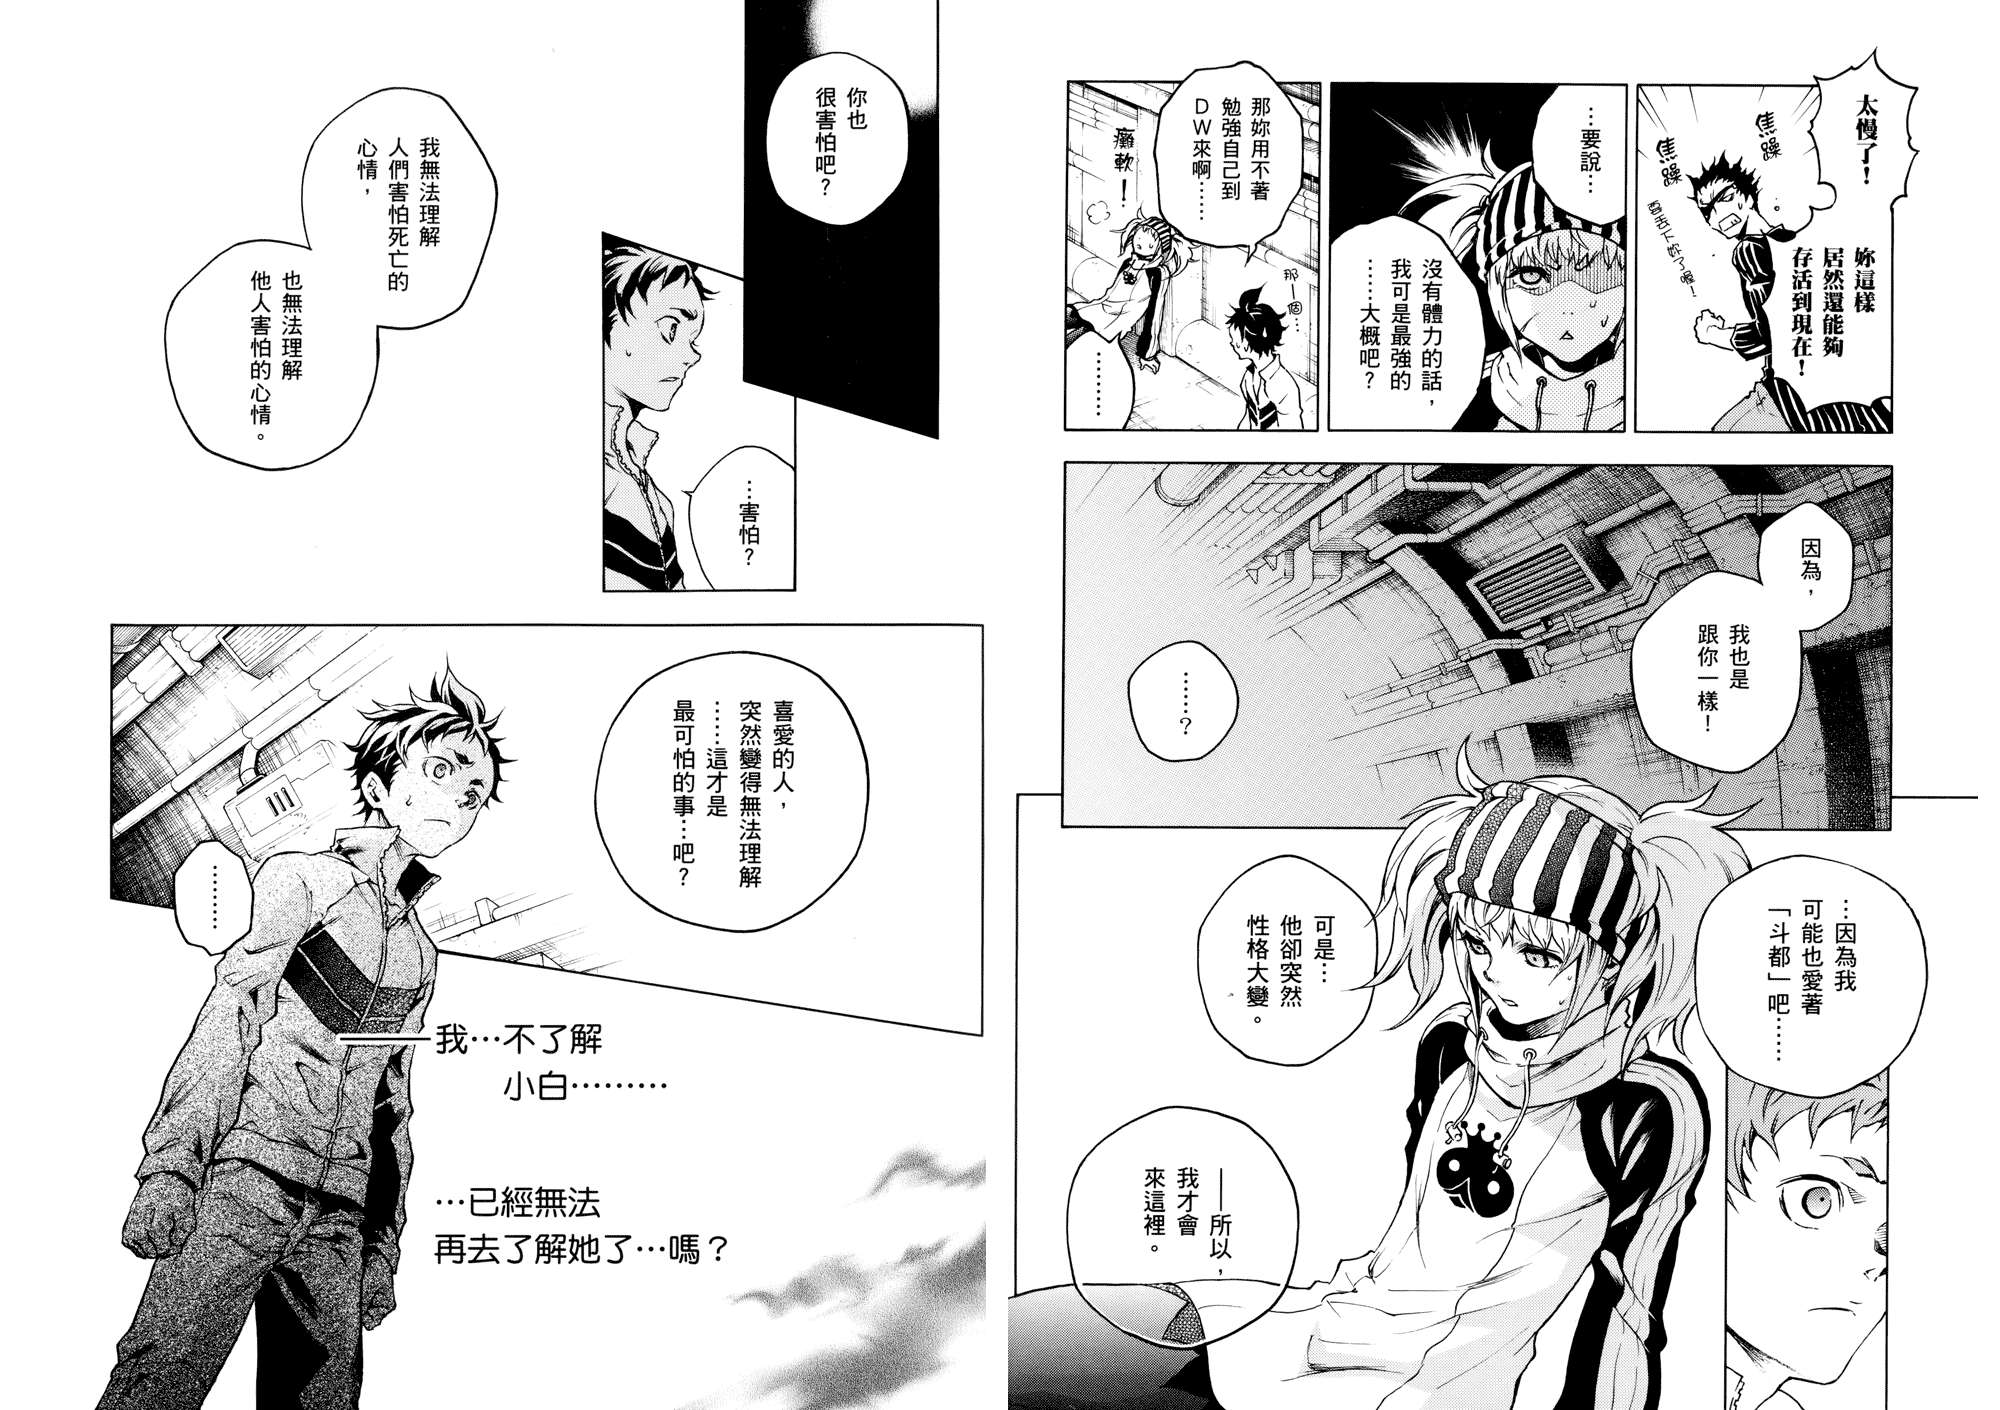 太慢了！
妳這樣
居然還能夠
存活到現在！
焦躁
焦躁
要丟下妳了喔！
…要說…
沒有體力的話，
我可是最強的
……大概吧？
那妳用不著
勉強自己到
DW來啊……
癱軟！
那個…
………
因為，
我也是
跟你一樣！
……？
…因為我
可能也愛著
「斗都」吧……
可是…
他卻突然
性格大變。
——所以，
我才會
來這裡。
你也
很害怕吧？
…害怕？
我無法理解
人們害怕死亡的
心情，
也無法理解
他人害怕的心情。
喜愛的人，
突然變得無法理解
……這才是
最可怕的事…吧？
………
我…不了解
小白………
…已經無法
再去了解她了…嗎？